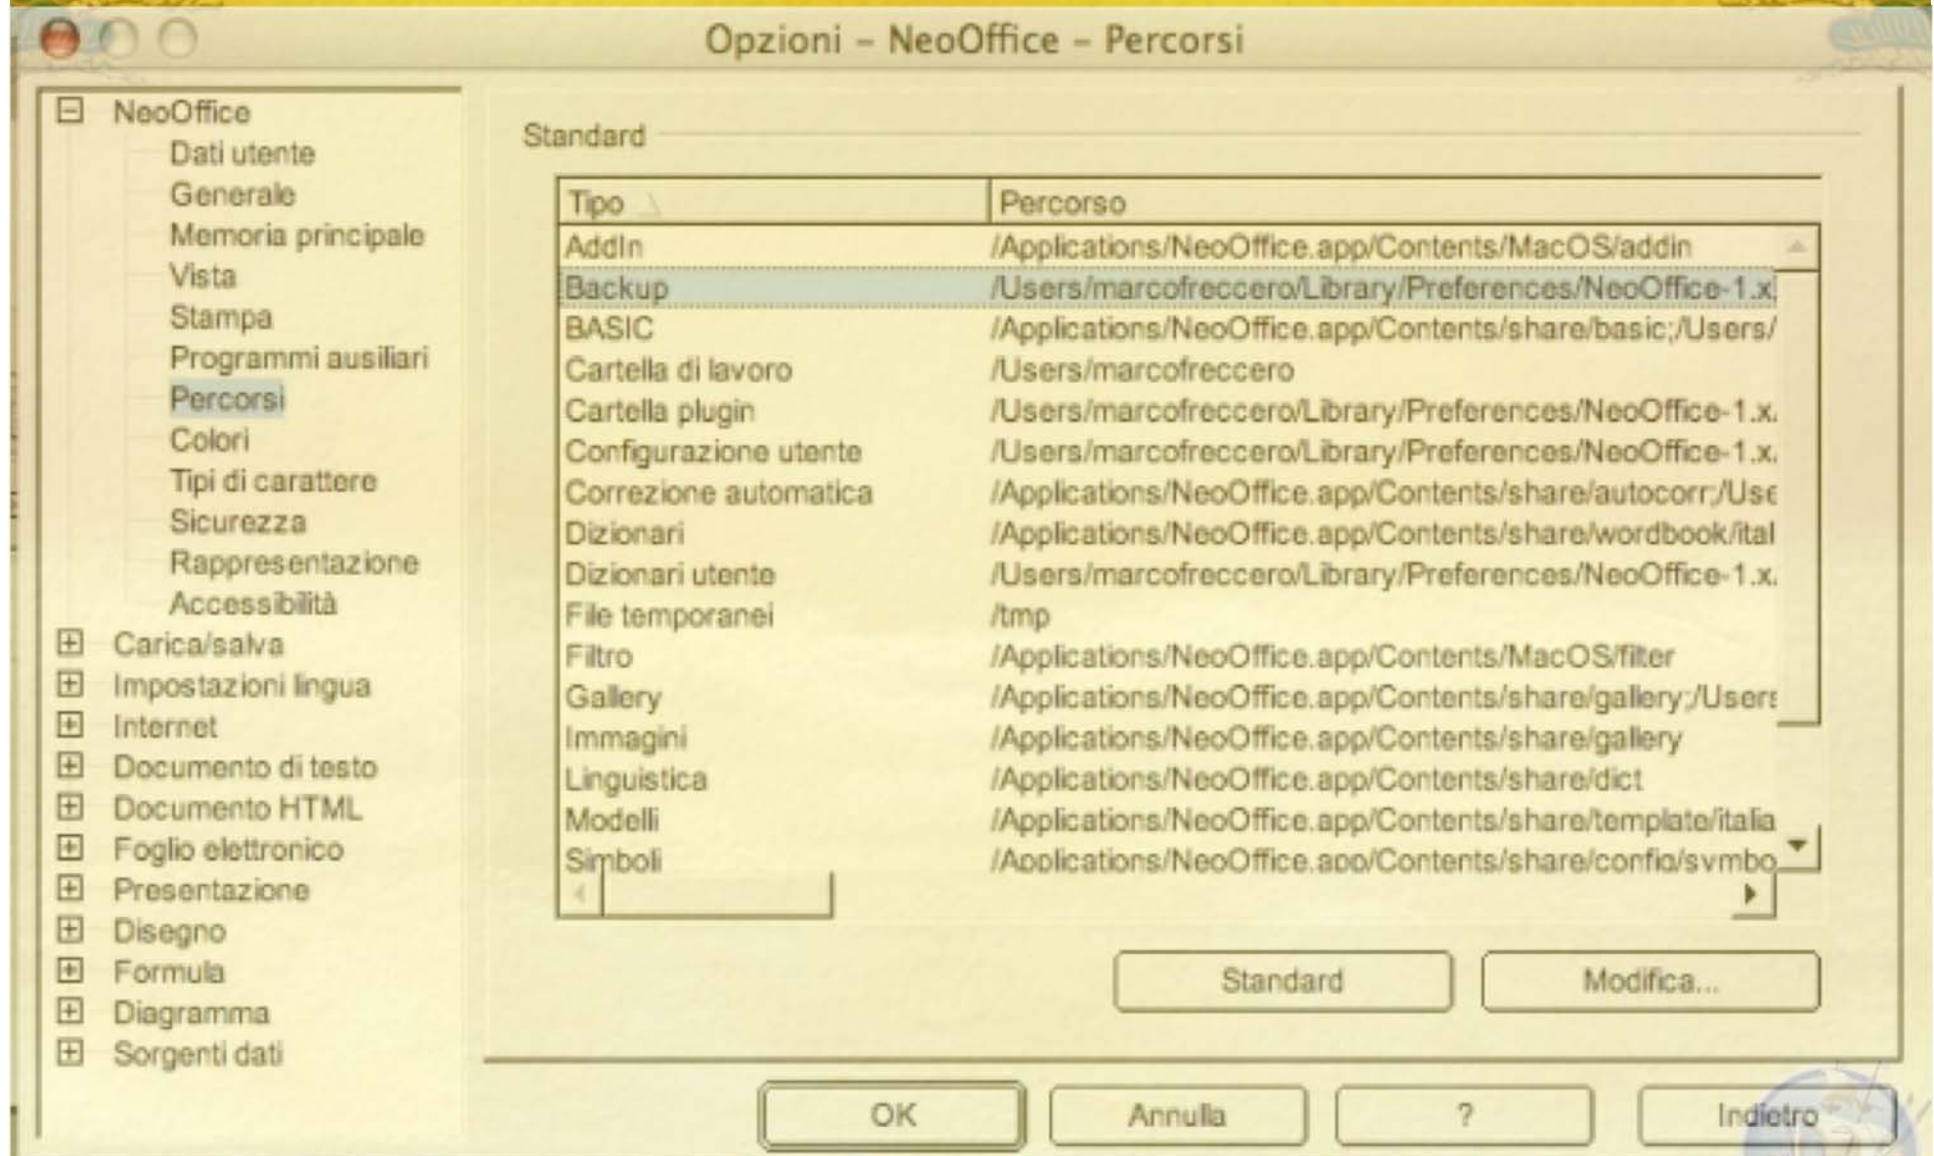 Opzioni – NeoOffice – Percorsi
NeoOffice
Dati utente
Generale
Memoria principale
Vista
Stampa
Programmi ausiliari
Percorsi
Colori
Tipi di carattere
Sicurezza
Rappresentazione
Accessibilità
Carica/salva
Impostazioni lingua
Internet
Documento di testo
Documento HTML
Foglio elettronico
Presentazione
Disegno
Formula
Diagramma
Sorgenti dati
Standard
Tipo Percorso
AddIn /Applications/NeoOffice.app/Contents/MacOS/addin
Backup /Users/marcofreccero/Library/Preferences/NeoOffice-1.x
BASIC /Applications/NeoOffice.app/Contents/share/basic;/Users/
Cartella di lavoro /Users/marcofreccero
Cartella plugin /Users/marcofreccero/Library/Preferences/NeoOffice-1.x
Configurazione utente /Users/marcofreccero/Library/Preferences/NeoOffice-1.x
Correzione automatica /Applications/NeoOffice.app/Contents/share/autocorr;/Use
Dizionari /Applications/NeoOffice.app/Contents/share/wordbook/ital
Dizionari utente /Users/marcofreccero/Library/Preferences/NeoOffice-1.x
File temporanei /tmp
Filtro /Applications/NeoOffice.app/Contents/MacOS/filter
Gallery /Applications/NeoOffice.app/Contents/share/gallery;/Users
Immagini /Applications/NeoOffice.app/Contents/share/gallery
Linguistica /Applications/NeoOffice.app/Contents/share/dict
Modelli /Applications/NeoOffice.app/Contents/share/template/italia
Simboli /Applications/NeoOffice.app/Contents/share/config/symbo
Standard Modifica...
OK Annulla ? Indietro